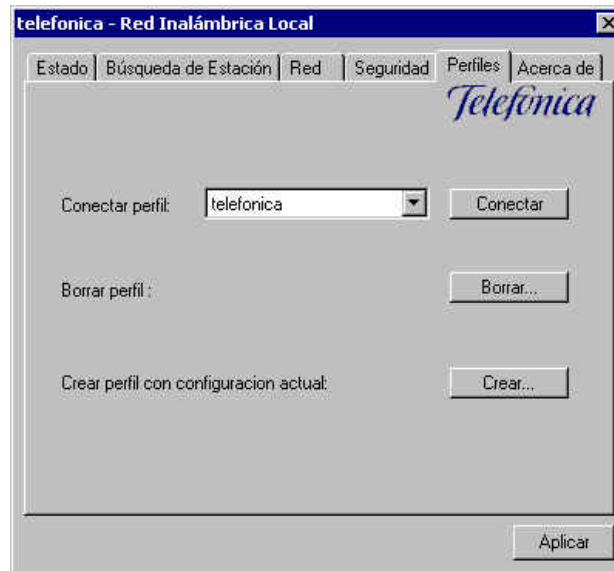 telefonica - Red Inalámbrica Local
Estado Búsqueda de Estación Red Seguridad Perfiles Acerca de
Telefónica
Conectar perfil: telefonica Conectar
Borrar perfil : Borrar...
Crear perfil con configuracion actual: Crear...
Aplicar